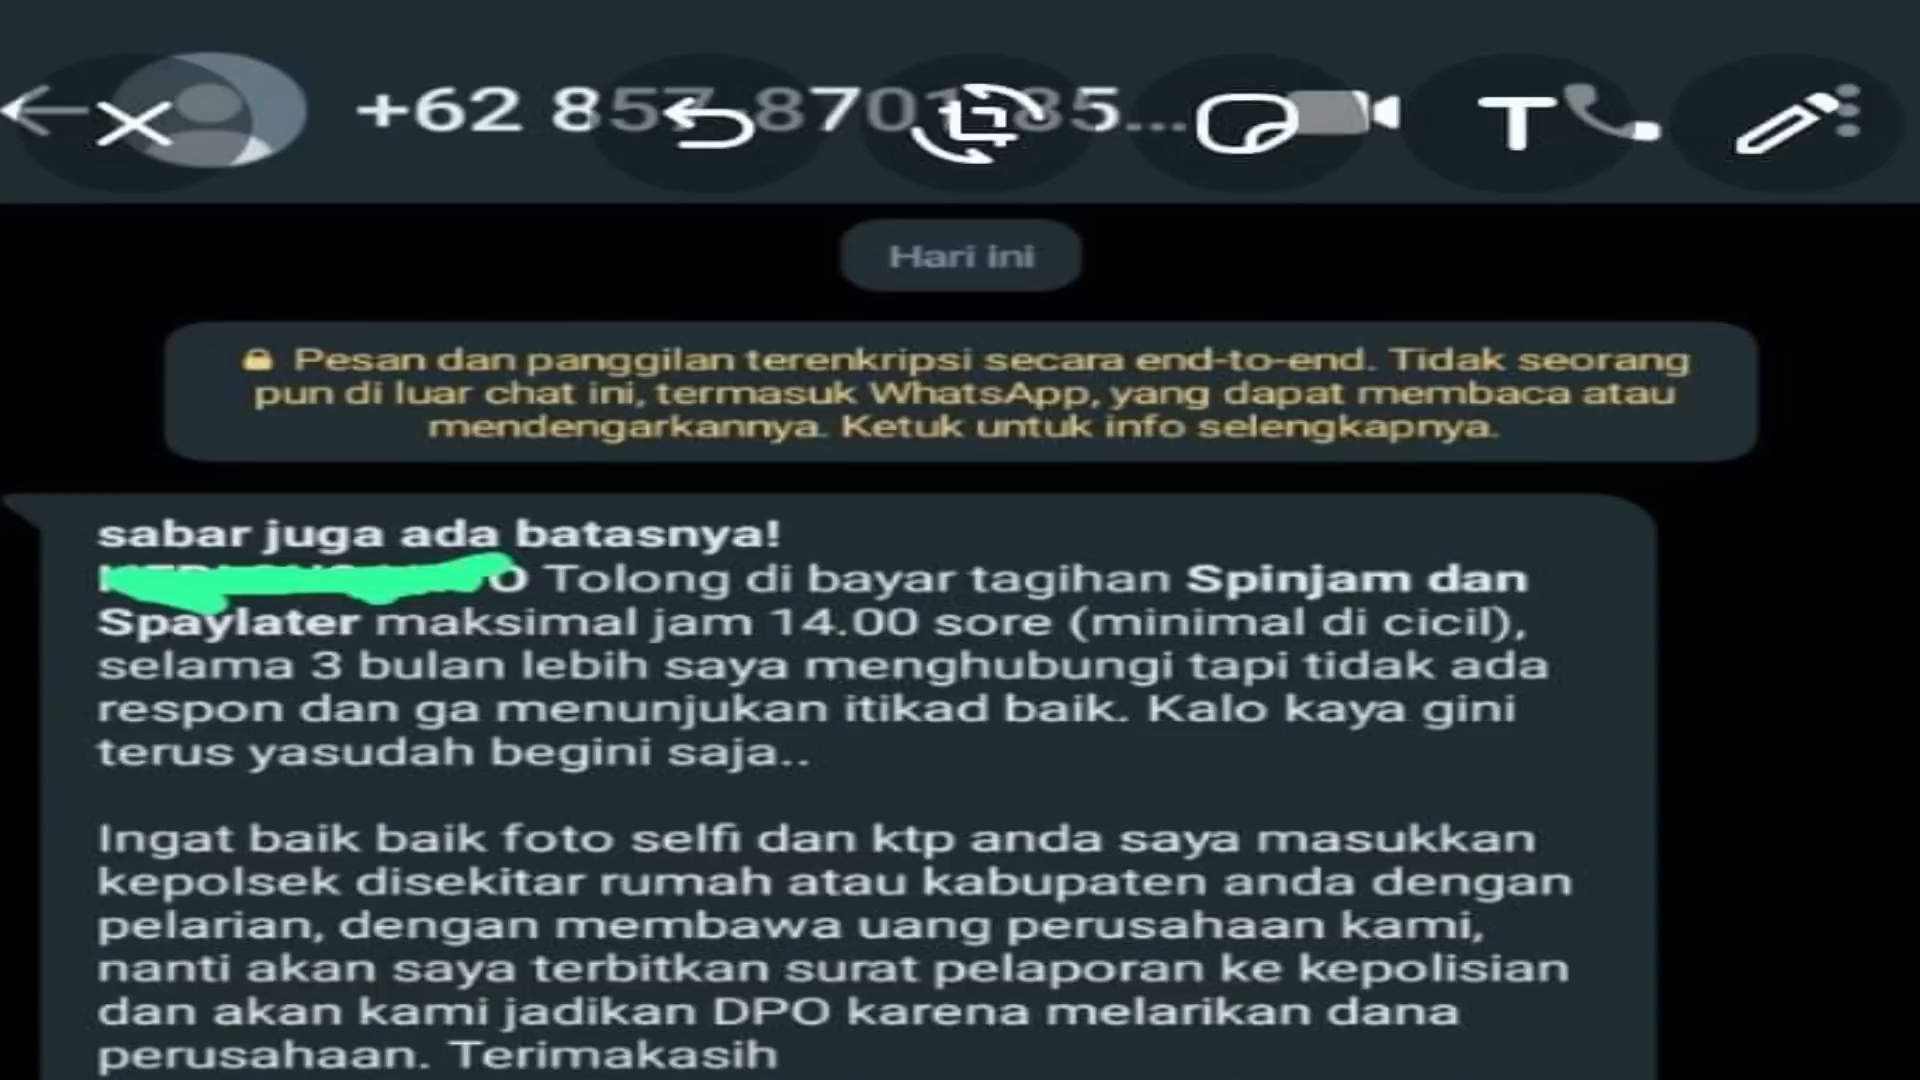 +62 857 8701 85...
Hari ini
Pesan dan panggilan terenkripsi secara end-to-end. Tidak seorang
pun di luar chat ini, termasuk WhatsApp, yang dapat membaca atau
mendengarkannya. Ketuk untuk info selengkapnya.
sabar juga ada batasnya!
Tolong di bayar tagihan Spinjam dan
Spaylater maksimal jam 14.00 sore (minimal di cicil),
selama 3 bulan lebih saya menghubungi tapi tidak ada
respon dan ga menunjukan itikad baik. Kalo kaya gini
terus yasudah begini saja..
Ingat baik baik foto selfi dan ktp anda saya masukkan
kepolsek disekitar rumah atau kabupaten anda dengan
pelarian, dengan membawa uang perusahaan kami,
nanti akan saya terbitkan surat pelaporan ke kepolisian
dan akan kami jadikan DPO karena melarikan dana
perusahaan. Terimakasih